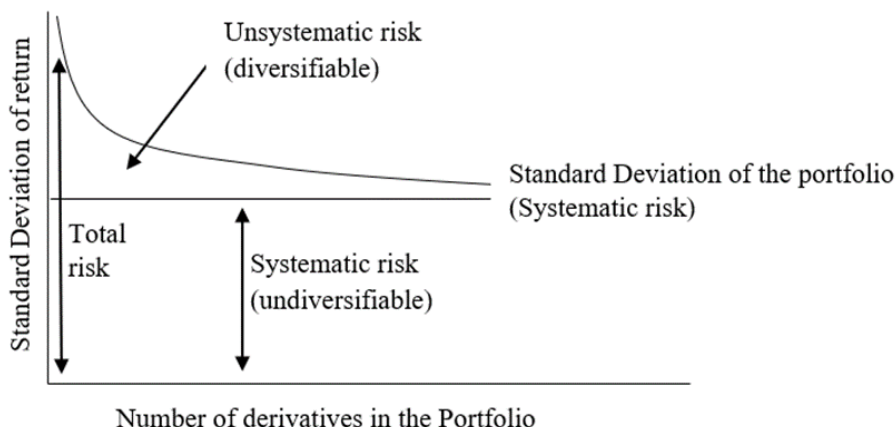 Standard Deviation of return
Unsystematic risk
(diversifiable)
Standard Deviation of the portfolio
(Systematic risk)
Total
risk
Systematic risk
(undiversifiable)
Number of derivatives in the Portfolio